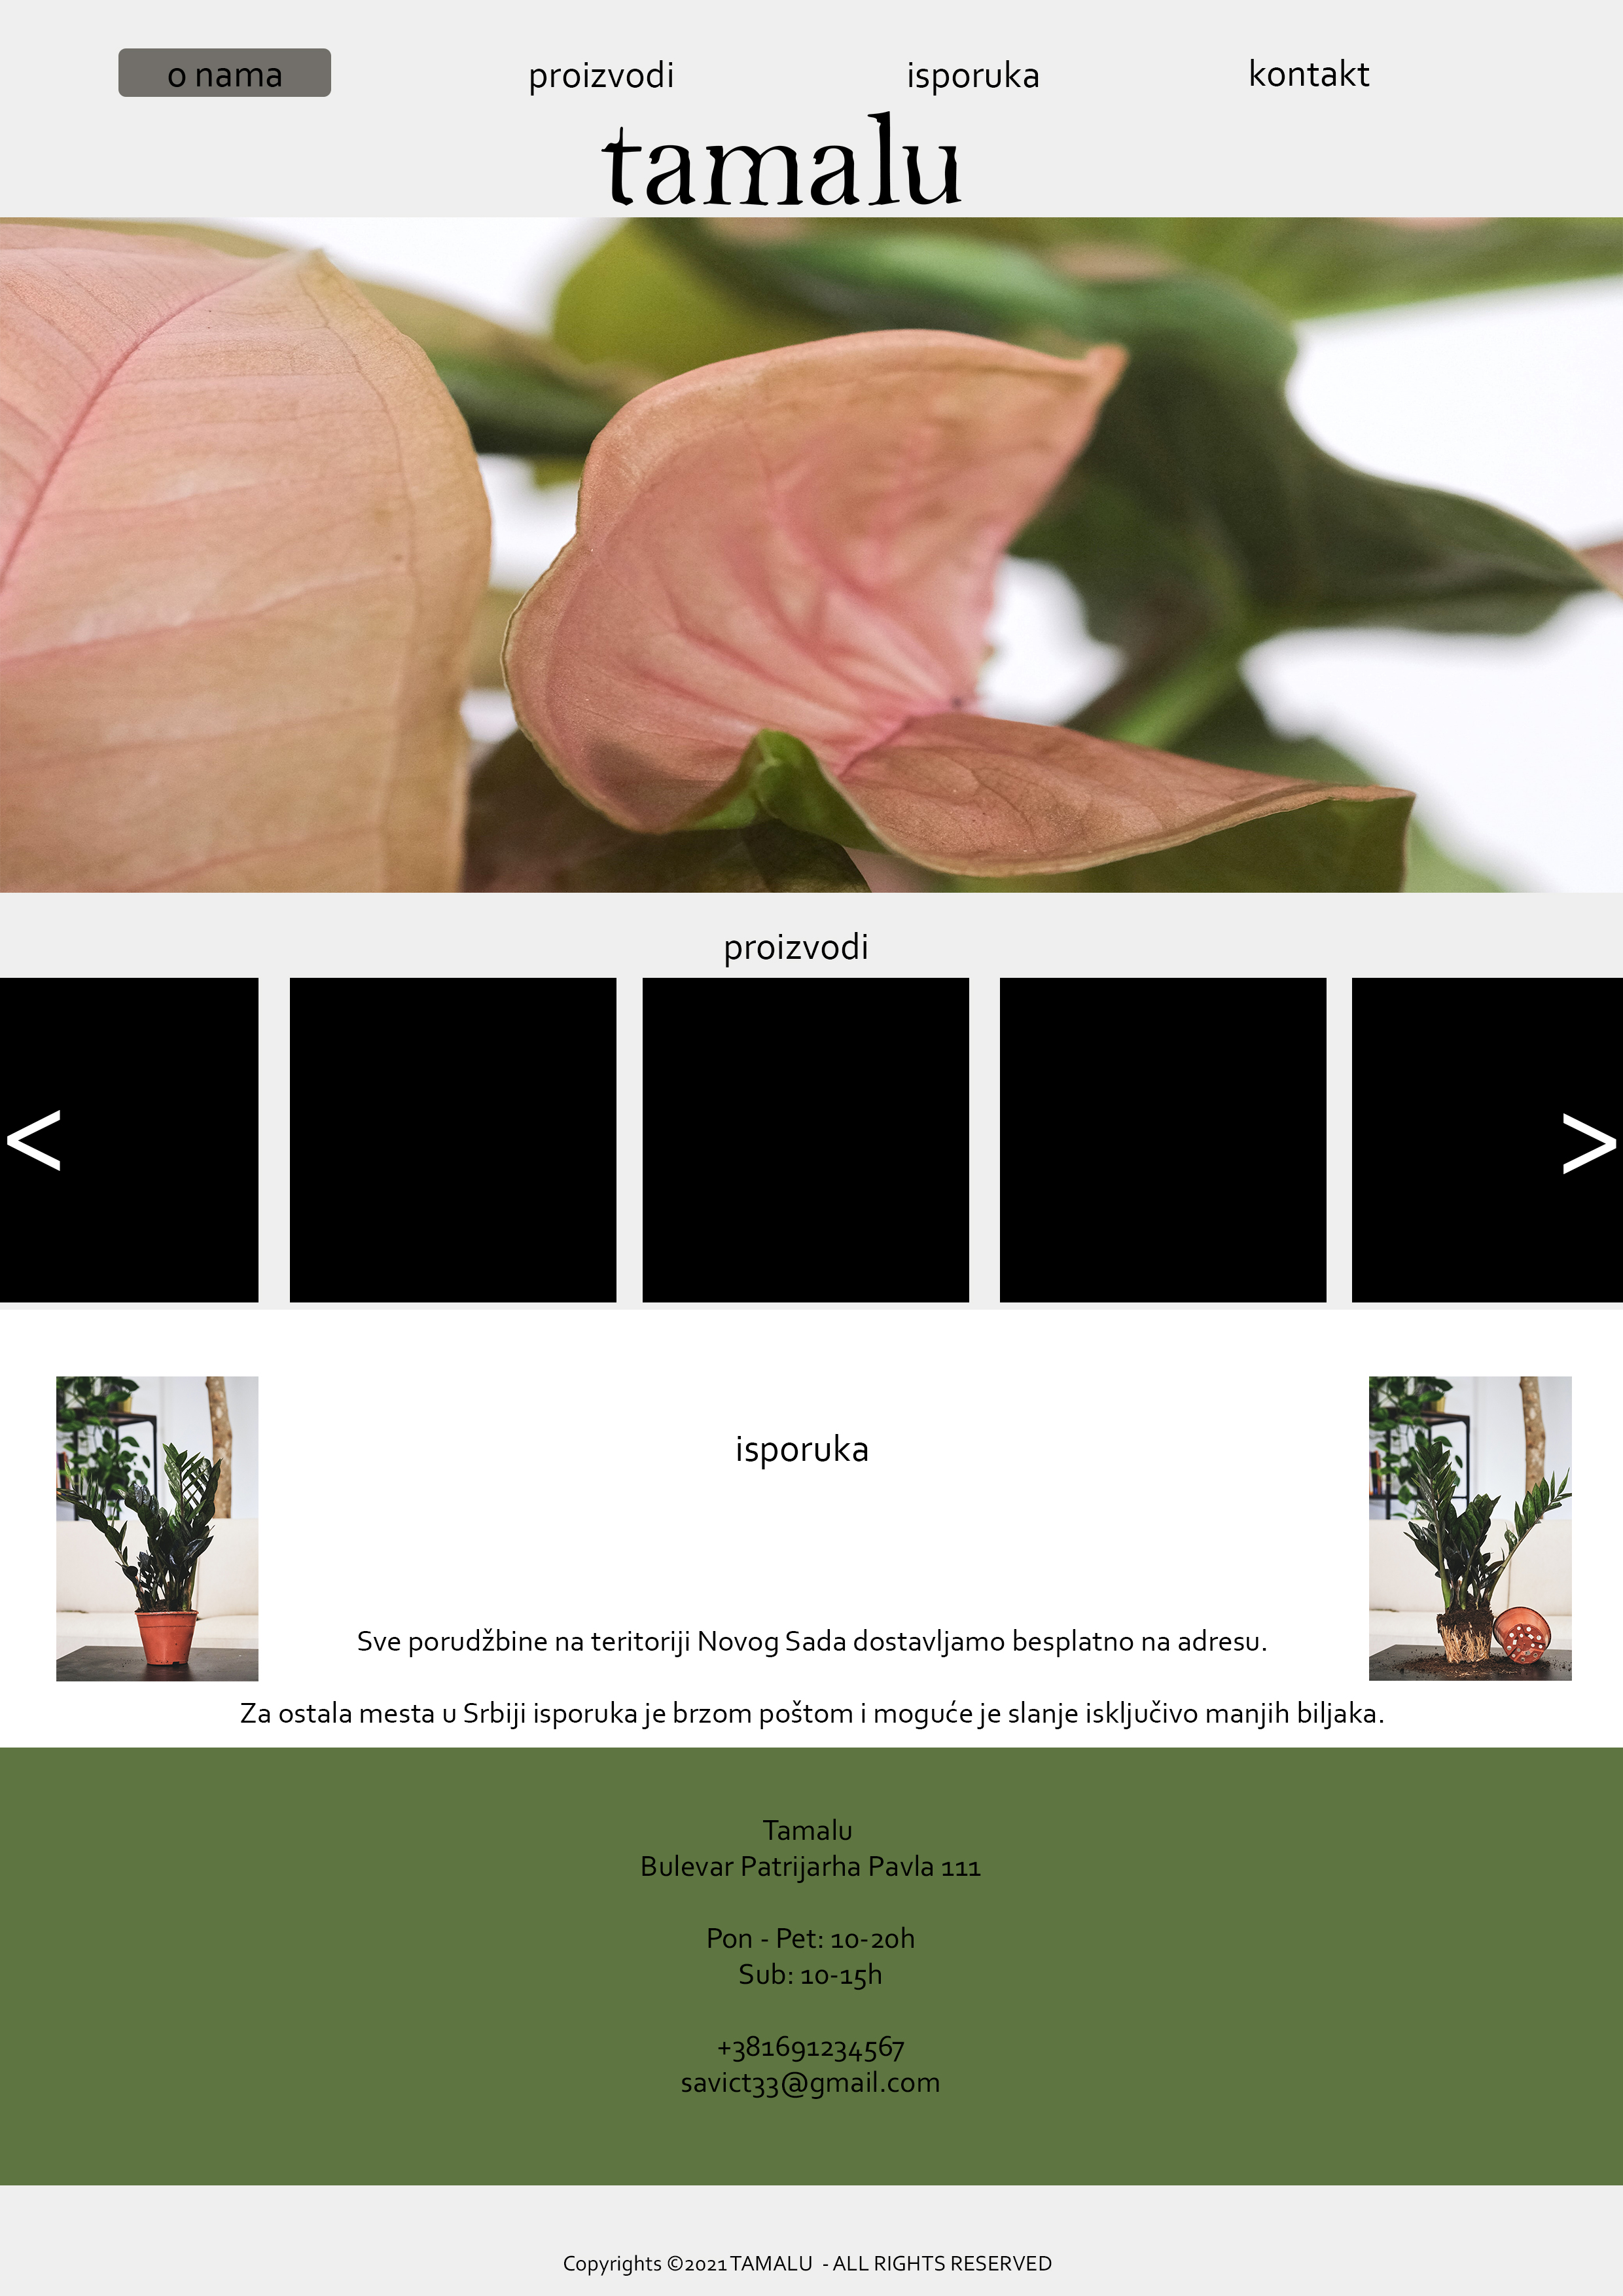 o nama
proizvodi
isporuka
kontakt
tamalu
proizvodi
<
>
isporuka
Sve porudžbine na teritoriji Novog Sada dostavljamo besplatno na adresu.
Za ostala mesta u Srbiji isporuka je brzom poštom i moguće je slanje isključivo manjih biljaka.
Tamalu
Bulevar Patrijarha Pavla 111
Pon - Pet: 10-20h
Sub: 10-15h
+381691234567
savict33@gmail.com
Copyrights ©2021 TAMALU - ALL RIGHTS RESERVED